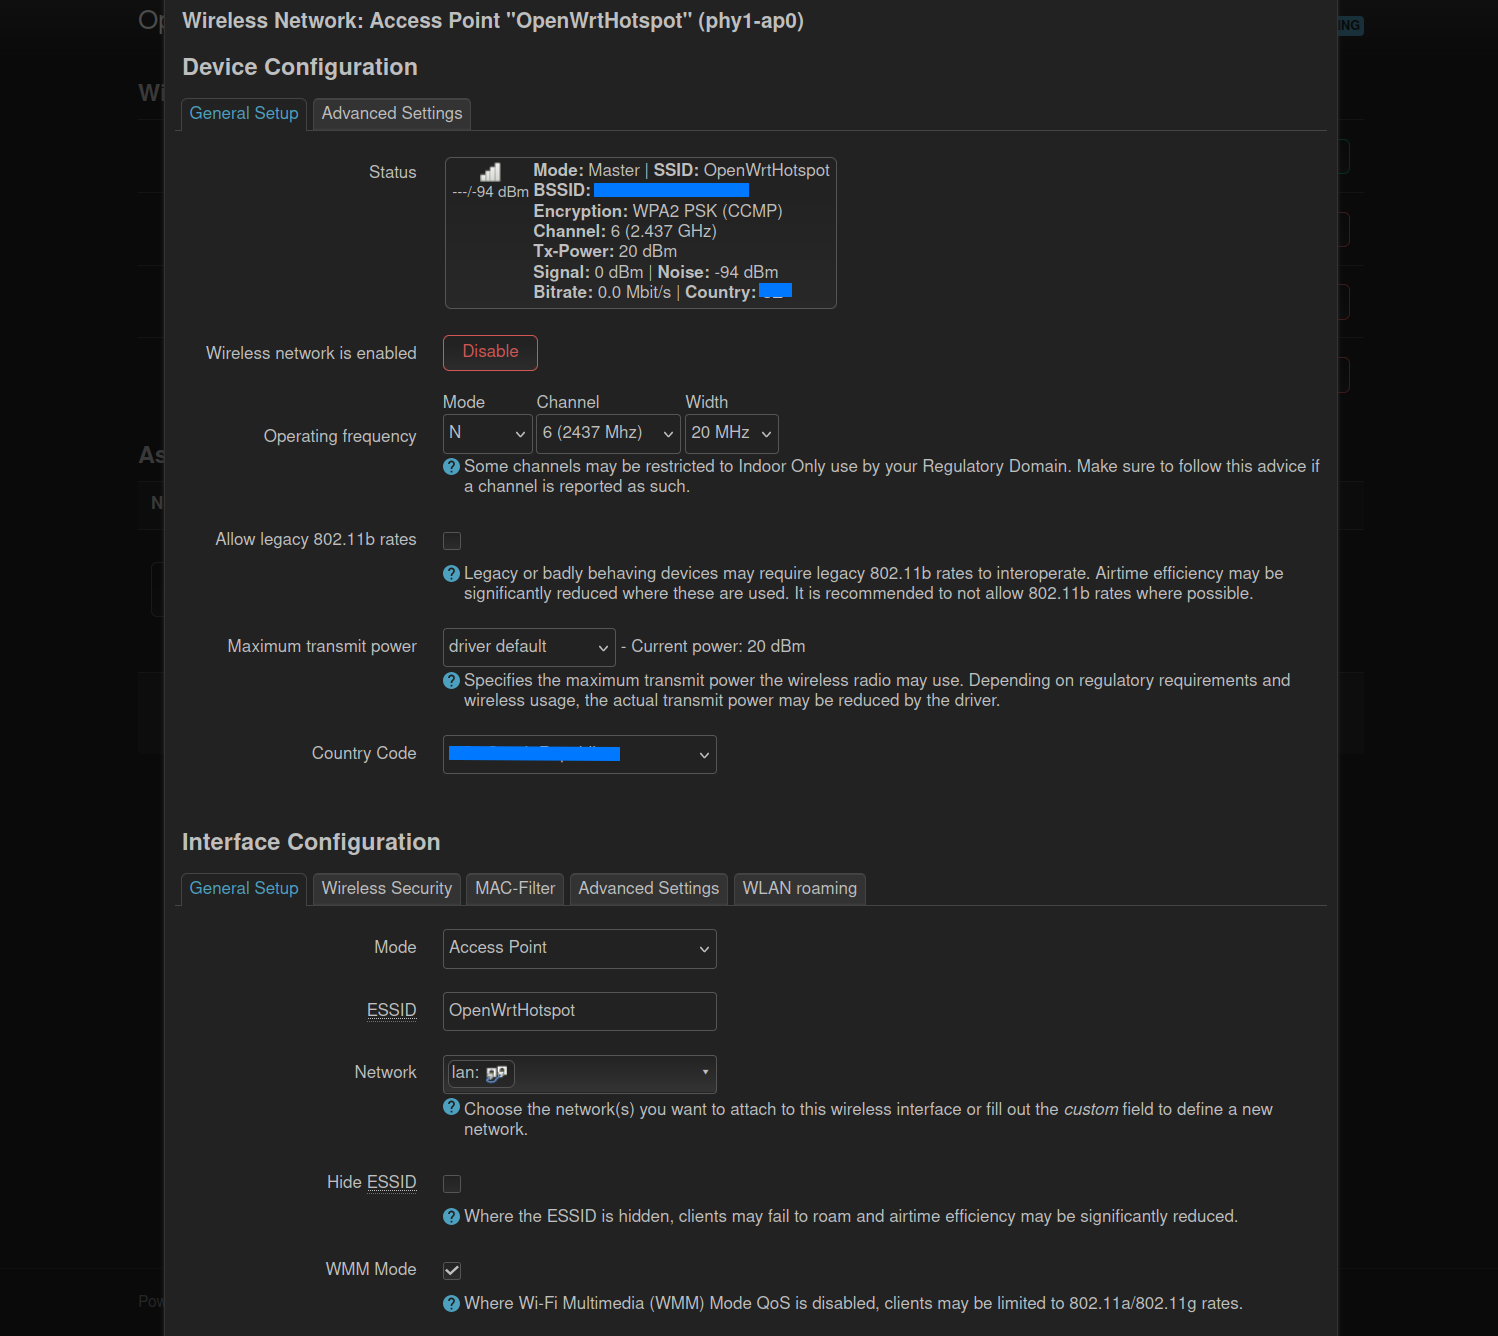 Op
Wireless Network: Access Point "OpenWrtHotspot" (phy1-ap0)
NG
Device Configuration
Wi
General Setup
Advanced Settings
Status
---/-94 dBm
Mode: Master | SSID: OpenWrtHotspot
BSSID:
Encryption: WPA2 PSK (CCMP)
Channel: 6 (2.437 GHz)
Tx-Power: 20 dBm
Signal: 0 dBm | Noise: -94 dBm
Bitrate: 0.0 Mbit/s | Country:
Wireless network is enabled
Disable
Mode Channel Width
Operating frequency
N 6 (2437 Mhz) 20 MHz
As
Some channels may be restricted to Indoor Only use by your Regulatory Domain. Make sure to follow this advice if
a channel is reported as such.
N
Allow legacy 802.11b rates
Legacy or badly behaving devices may require legacy 802.11b rates to interoperate. Airtime efficiency may be
significantly reduced where these are used. It is recommended to not allow 802.11b rates where possible.
Maximum transmit power
driver default - Current power: 20 dBm
Specifies the maximum transmit power the wireless radio may use. Depending on regulatory requirements and
wireless usage, the actual transmit power may be reduced by the driver.
Country Code
Interface Configuration
General Setup
Wireless Security
MAC-Filter
Advanced Settings
WLAN roaming
Mode
Access Point
ESSID
OpenWrtHotspot
Network
lan:
Choose the network(s) you want to attach to this wireless interface or fill out the custom field to define a new
network.
Hide ESSID
Where the ESSID is hidden, clients may fail to roam and airtime efficiency may be significantly reduced.
WMM Mode
Pow
Where Wi-Fi Multimedia (WMM) Mode QoS is disabled, clients may be limited to 802.11a/802.11g rates.